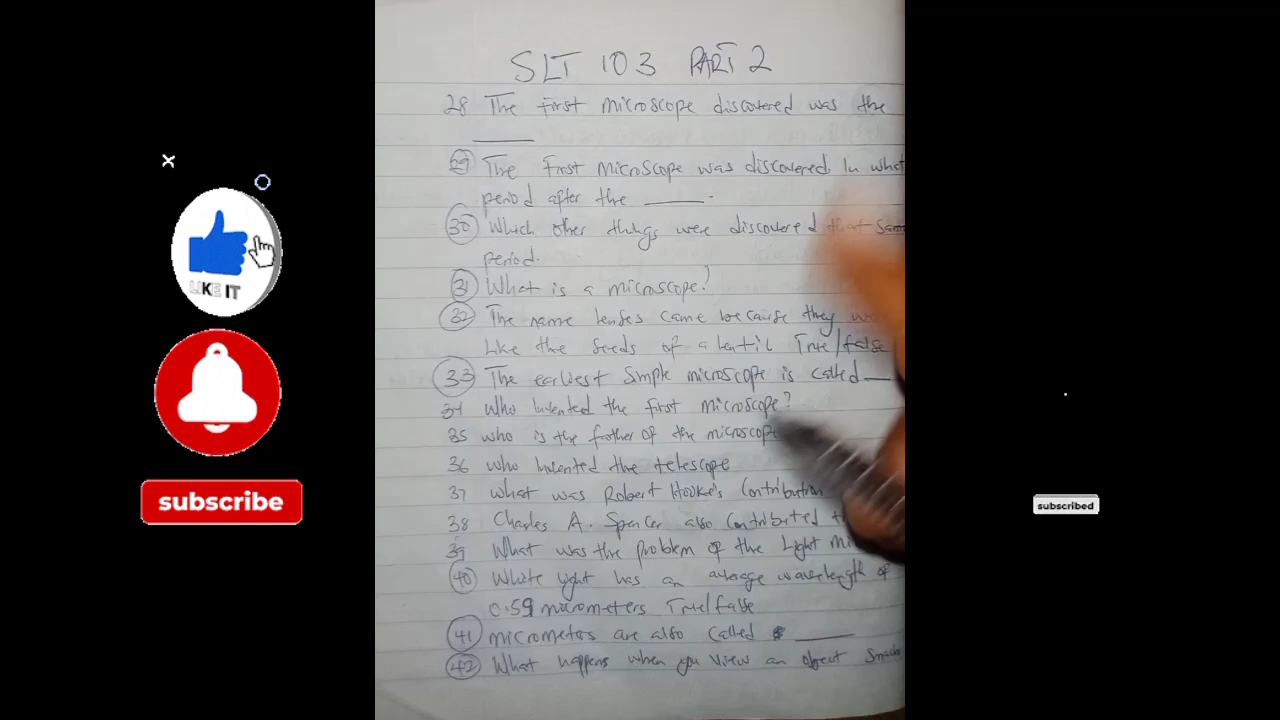 SLT 103 PART 2
28 The first microscope discovered was the
______
29 The First microscope was discovered in what
period after the ______.
30 Which other things were discovered that same
period.
31 What is a microscope?
32 The name lenses came because they
Like the seeds of a lentil True/false
33 The earliest Simple microscope is called ___
34 Who invented the first microscope?
35 who is the father of the microscope
36 who invented the telescope
37 what was Robert Hooke's Contribution
38 Charles A. Spencer also contributed
39 What was the problem of the Light
40 White light has an average wavelength of
0.59 micrometers True/false
41 micrometers are also called ______
42 What happens when you view an object
LIKE IT
subscribe
subscribed